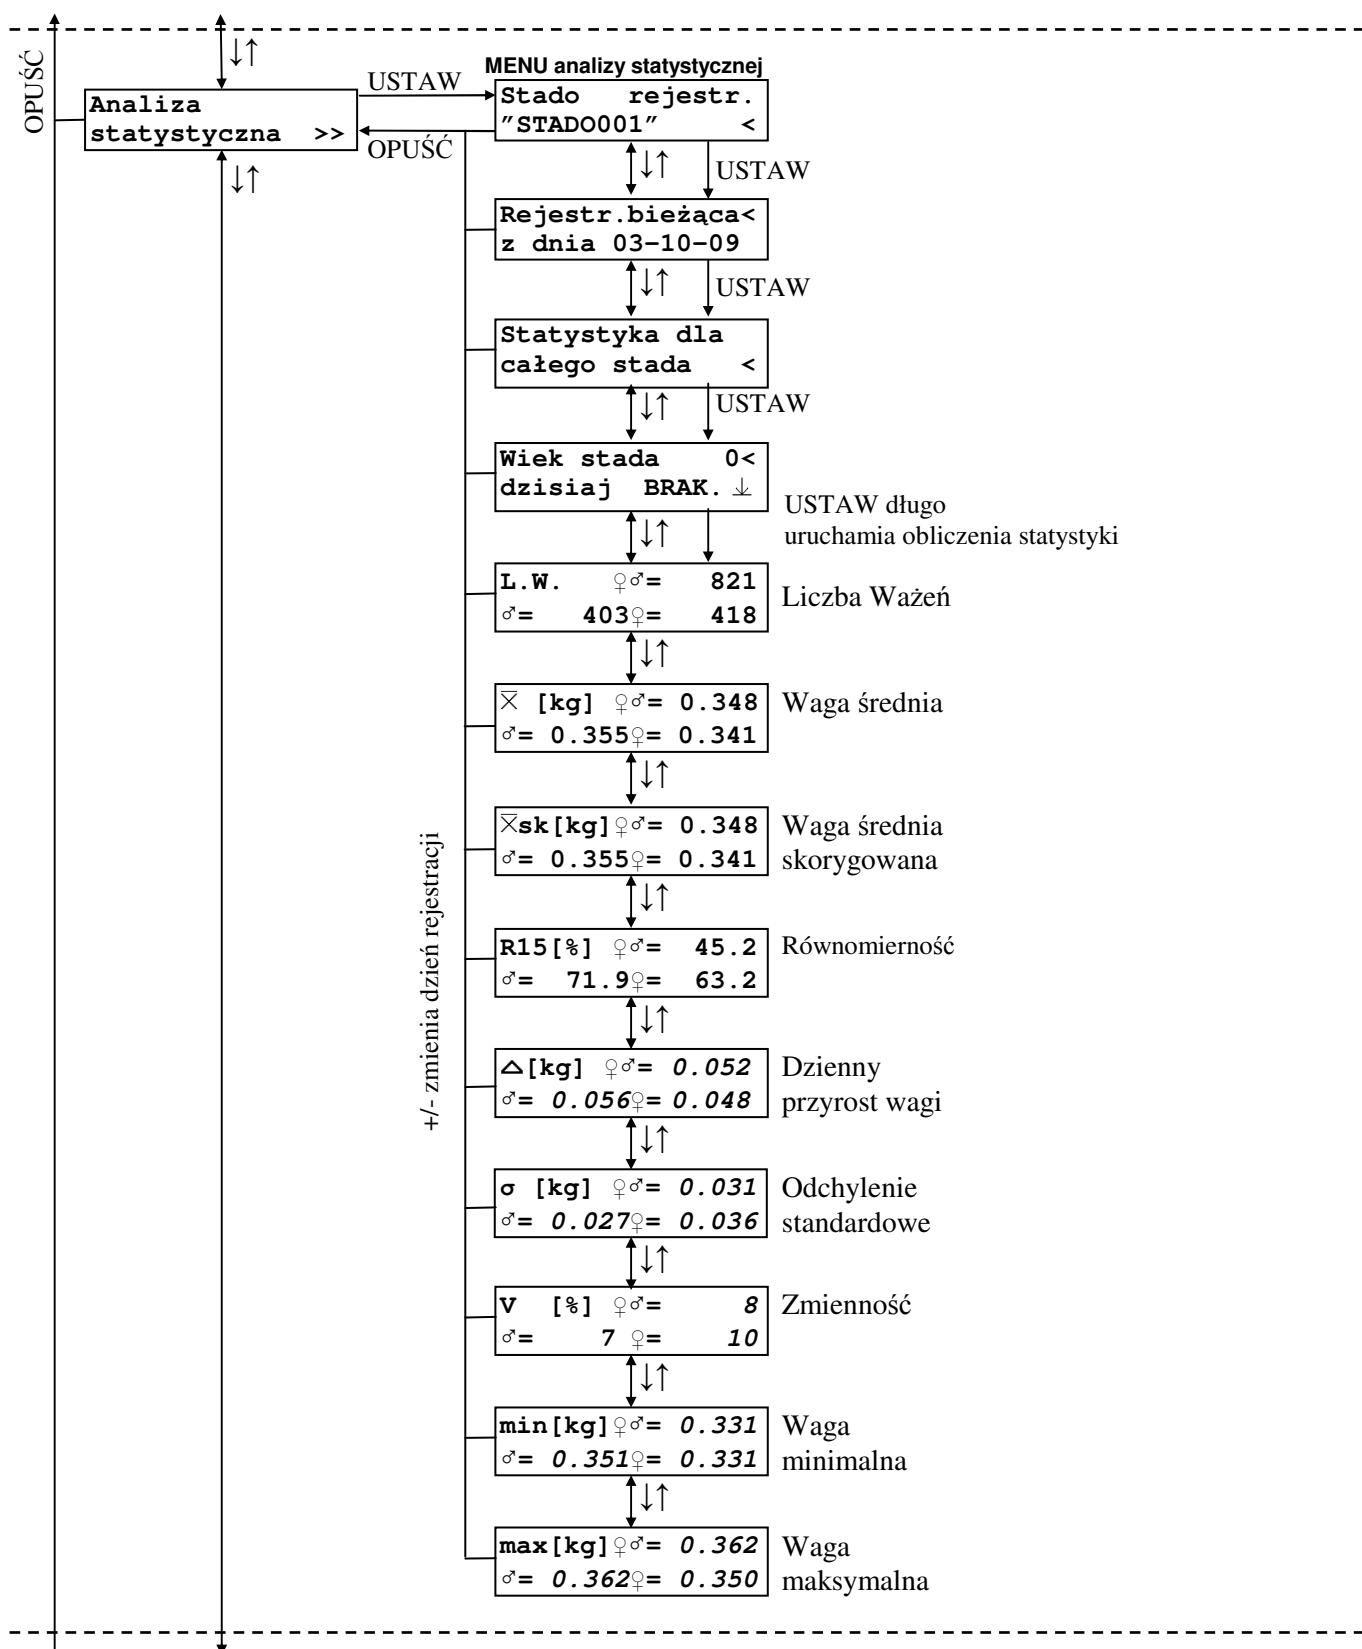 OPUŚĆ
↓↑
MENU analizy statystycznej
USTAW
Analiza
statystyczna >>
Stado rejestr.
"STADO001" <
OPUŚĆ
↓↑
↓↑
USTAW
Rejestr.bieżąca<
z dnia 03-10-09
↓↑
USTAW
Statystyka dla
całego stada <
↓↑
USTAW
Wiek stada 0<
dzisiaj BRAK. ↓
USTAW długo
uruchamia obliczenia statystyki
↓↑
L.W. ♀♂= 821
♂= 403♀= 418
Liczba Ważeń
↓↑
X̅ [kg] ♀♂= 0.348
♂= 0.355♀= 0.341
Waga średnia
↓↑
X̅sk[kg]♀♂= 0.348
♂= 0.355♀= 0.341
Waga średnia
skorygowana
+/- zmienia dzień rejestracji
↓↑
R15[%] ♀♂= 45.2
♂= 71.9♀= 63.2
Równomierność
↓↑
△[kg] ♀♂= 0.052
♂= 0.056♀= 0.048
Dzienny
przyrost wagi
↓↑
σ [kg] ♀♂= 0.031
♂= 0.027♀= 0.036
Odchylenie
standardowe
↓↑
V [%] ♀♂= 8
♂= 7 ♀= 10
Zmienność
↓↑
min[kg]♀♂= 0.331
♂= 0.351♀= 0.331
Waga
minimalna
↓↑
max[kg]♀♂= 0.362
♂= 0.362♀= 0.350
Waga
maksymalna